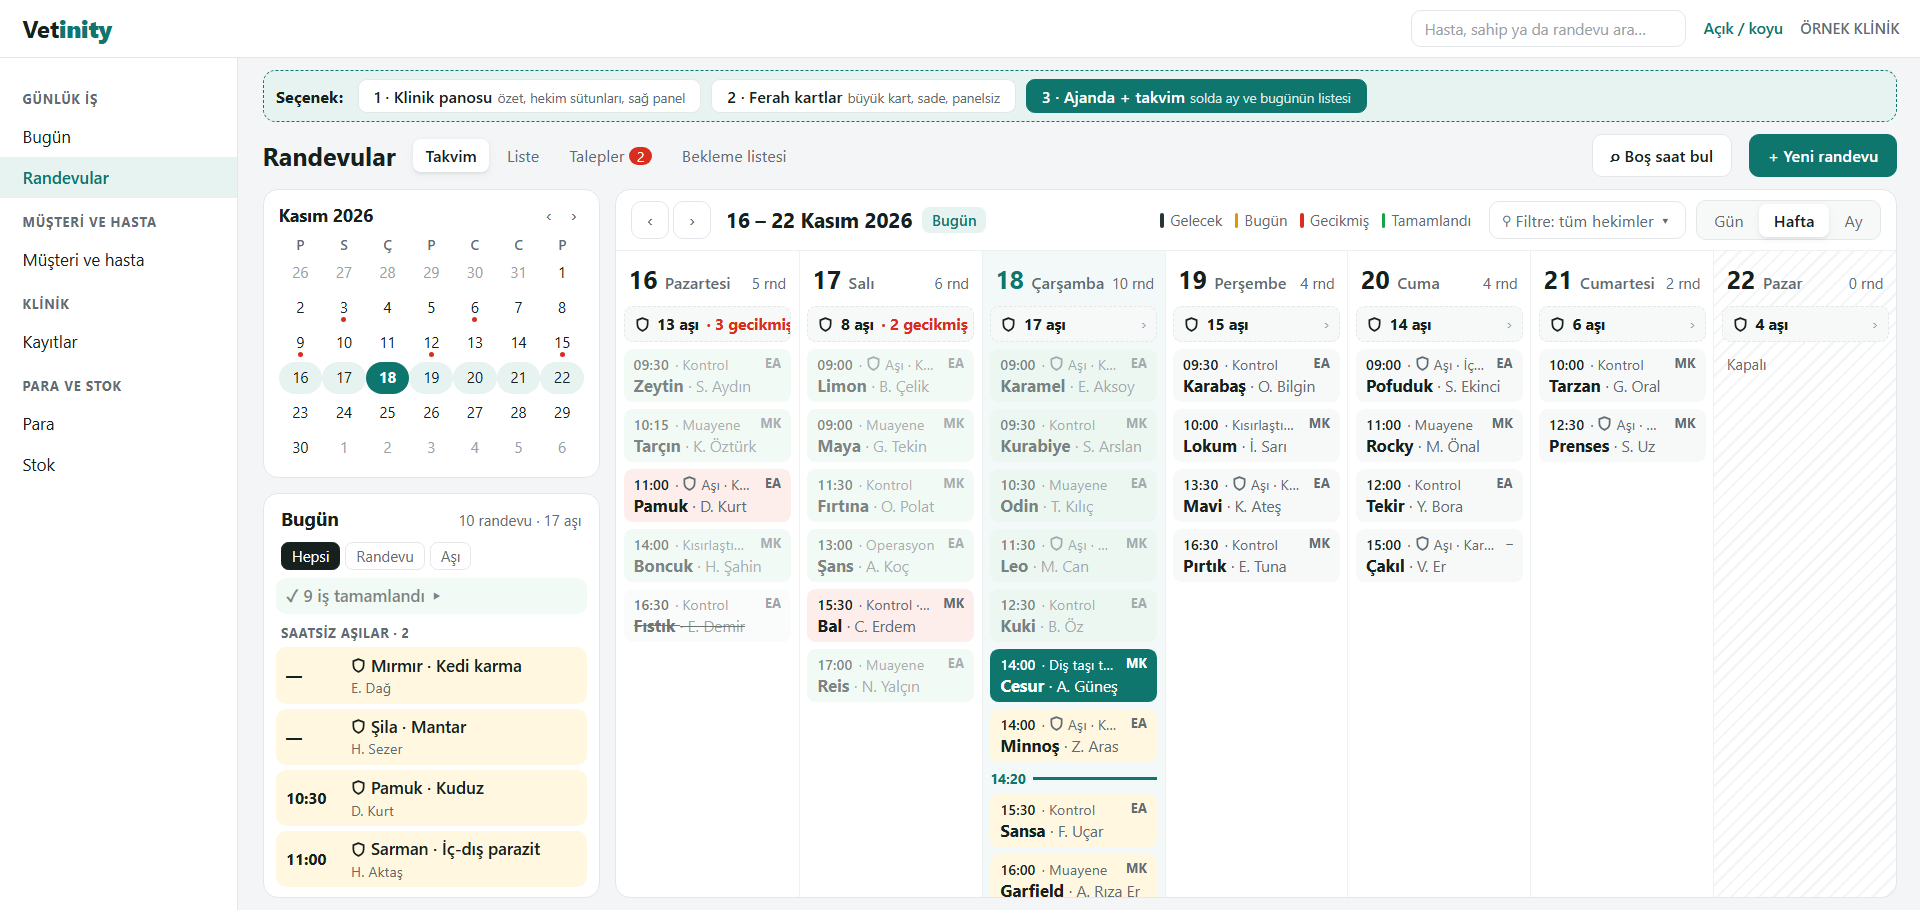 Vetinity
Hasta, sahip ya da randevu ara...
Açık / koyu
ÖRNEK KLİNİK
GÜNLÜK İŞ
Bugün
Randevular
MÜŞTERİ VE HASTA
Müşteri ve hasta
KLİNİK
Kayıtlar
PARA VE STOK
Para
Stok
Seçenek:
1 · Klinik panosu özet, hekim sütunları, sağ panel
2 · Ferah kartlar büyük kart, sade, panelsiz
3 · Ajanda + takvim solda ay ve bugünün listesi
Randevular
Takvim
Liste
Talepler 2
Bekleme listesi
Boş saat bul
+ Yeni randevu
Kasım 2026
‹ ›
P S Ç P C C P
26 27 28 29 30 31 1
2 3 4 5 6 7 8
9 10 11 12 13 14 15
16 17 18 19 20 21 22
23 24 25 26 27 28 29
30 1 2 3 4 5 6
Bugün
10 randevu · 17 aşı
Hepsi
Randevu
Aşı
✓ 9 iş tamamlandı ▸
SAATSİZ AŞILAR · 2
— Mırmır · Kedi karma
E. Dağ
— Şila · Mantar
H. Sezer
10:30 Pamuk · Kuduz
D. Kurt
11:00 Sarman · İç-dış parazit
H. Aktaş
‹ ›
16 – 22 Kasım 2026
Bugün
Gelecek
Bugün
Gecikmiş
Tamamlandı
Filtre: tüm hekimler ▾
Gün
Hafta
Ay
16 Pazartesi 5 rnd
13 aşı · 3 gecikmiş
09:30 · Kontrol EA
Zeytin · S. Aydın
10:15 · Muayene MK
Tarçın · K. Öztürk
11:00 · Aşı · K... EA
Pamuk · D. Kurt
14:00 · Kısırlaştı... MK
Boncuk · H. Şahin
16:30 · Kontrol EA
Fıstık · E. Demir
17 Salı 6 rnd
8 aşı · 2 gecikmiş
09:00 · Aşı · K... EA
Limon · B. Çelik
09:00 · Muayene MK
Maya · G. Tekin
11:30 · Kontrol MK
Fırtına · O. Polat
13:00 · Operasyon EA
Şans · A. Koç
15:30 · Kontrol ·... MK
Bal · C. Erdem
17:00 · Muayene EA
Reis · N. Yalçın
18 Çarşamba 10 rnd
17 aşı ›
09:00 · Aşı · K... EA
Karamel · E. Aksoy
09:30 · Kontrol MK
Kurabiye · S. Arslan
10:30 · Muayene EA
Odin · T. Kılıç
11:30 · Aşı · ... MK
Leo · M. Can
12:30 · Kontrol EA
Kuki · B. Öz
14:00 · Diş taşı t... MK
Cesur · A. Güneş
14:00 · Aşı · K... EA
Minnoş · Z. Aras
14:20
15:30 · Kontrol EA
Sansa · F. Uçar
16:00 · Muayene MK
Garfield · A. Rıza Er
19 Perşembe 4 rnd
15 aşı ›
09:30 · Kontrol EA
Karabaş · O. Bilgin
10:00 · Kısırlaştı... MK
Lokum · İ. Sarı
13:30 · Aşı · K... EA
Mavi · K. Ateş
16:30 · Kontrol MK
Pırtık · E. Tuna
20 Cuma 4 rnd
14 aşı ›
09:00 · Aşı · İç... EA
Pofuduk · S. Ekinci
11:00 · Muayene MK
Rocky · M. Önal
12:00 · Kontrol EA
Tekir · Y. Bora
15:00 · Aşı · Kar... –
Çakıl · V. Er
21 Cumartesi 2 rnd
6 aşı ›
10:00 · Kontrol MK
Tarzan · G. Oral
12:30 · Aşı · ... MK
Prenses · S. Uz
22 Pazar 0 rnd
4 aşı ›
Kapalı